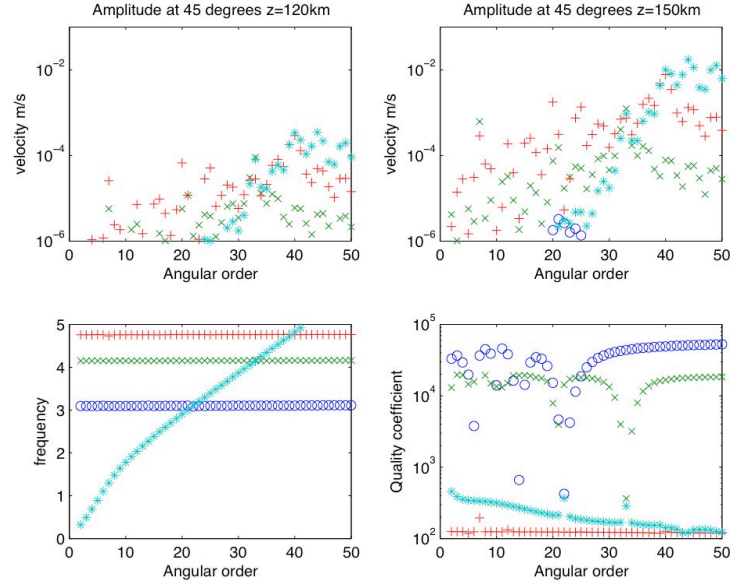 Amplitude at 45 degrees z=120km
Amplitude at 45 degrees z=150km
10^-2
10^-4
10^-6
velocity m/s
0 10 20 30 40 50
Angular order
10^-2
10^-4
10^-6
velocity m/s
0 10 20 30 40 50
Angular order
5
4
3
2
1
0
frequency
0 10 20 30 40 50
Angular order
10^5
10^4
10^3
10^2
Quality coefficient
0 10 20 30 40 50
Angular order